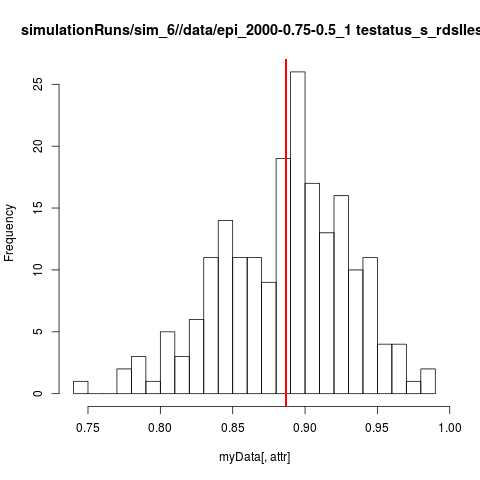 simulationRuns/sim_6//data/epi_2000-0.75-0.5_1 testatus_s_rdslles
Frequency
25
20
15
10
5
0
0.75 0.80 0.85 0.90 0.95 1.00
myData[, attr]